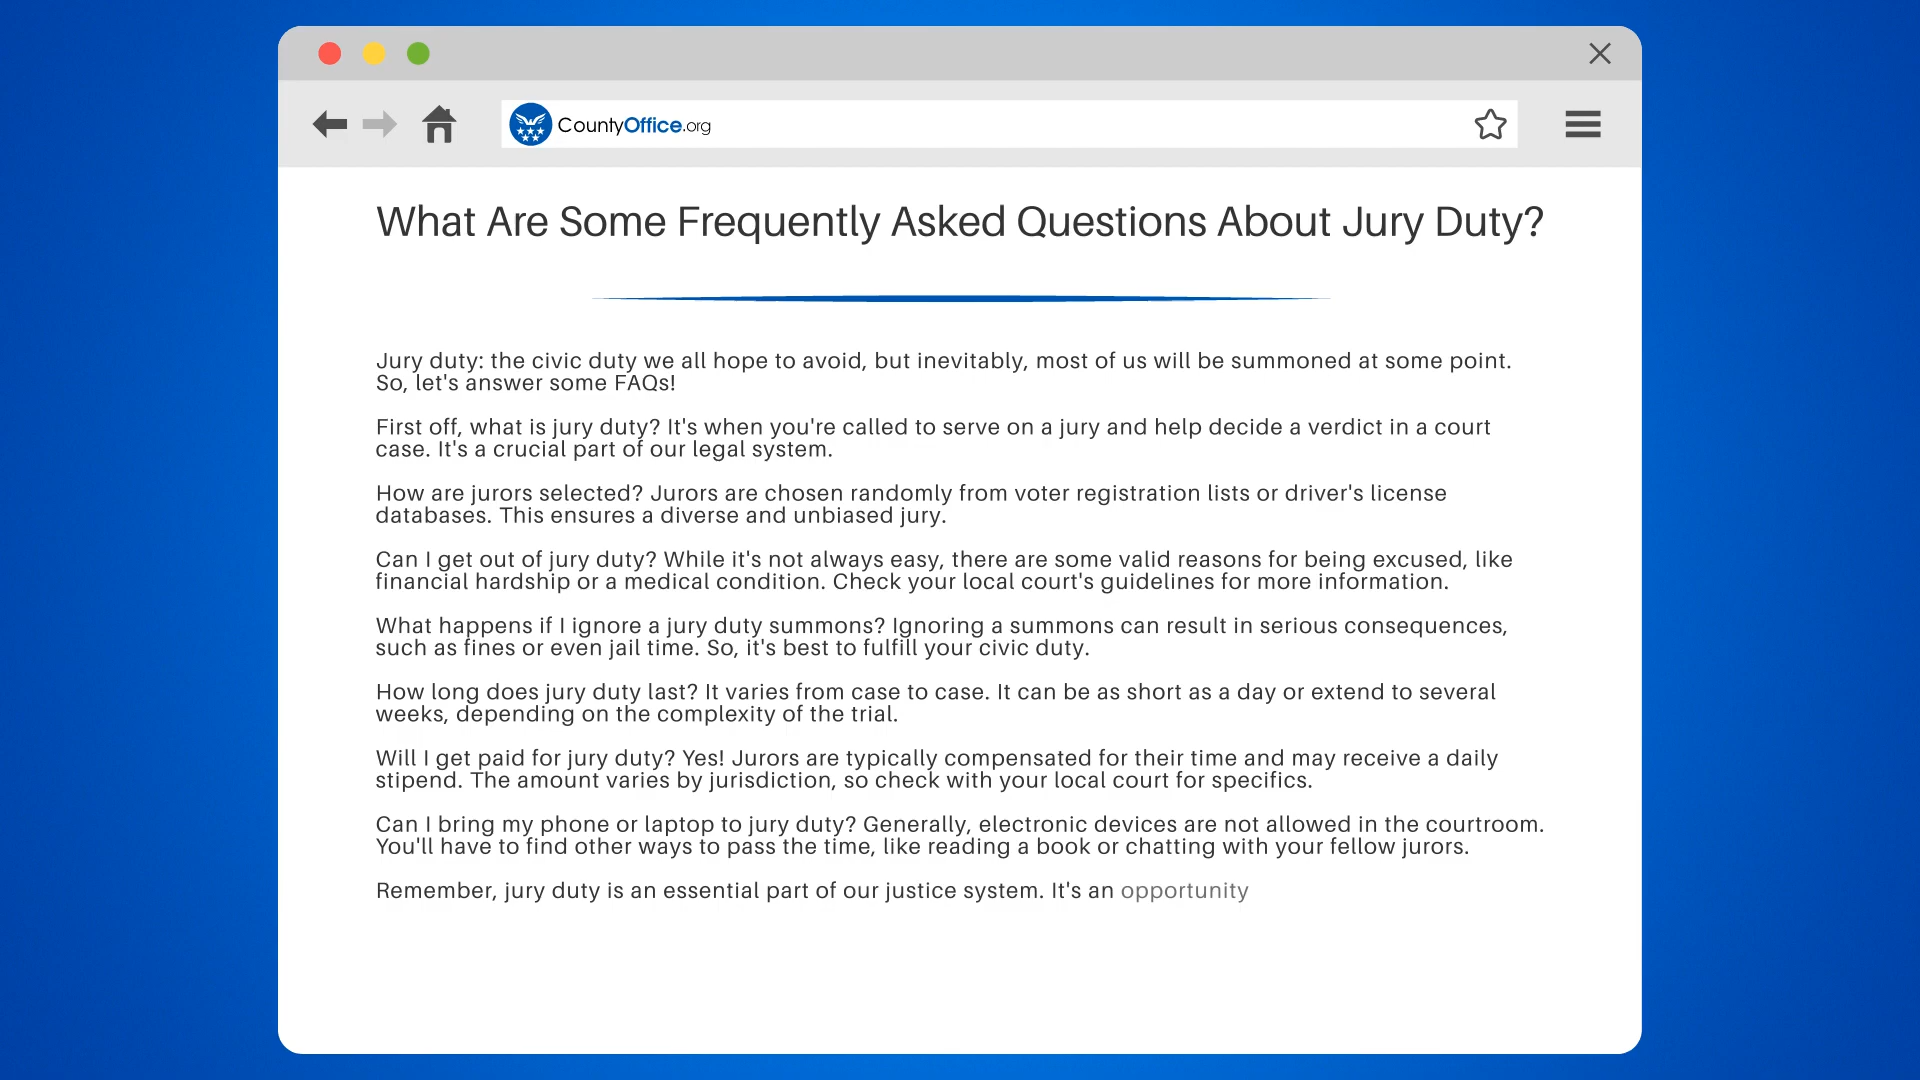 CountyOffice.org
What Are Some Frequently Asked Questions About Jury Duty?
Jury duty: the civic duty we all hope to avoid, but inevitably, most of us will be summoned at some point.
So, let's answer some FAQs!
First off, what is jury duty? It's when you're called to serve on a jury and help decide a verdict in a court
case. It's a crucial part of our legal system.
How are jurors selected? Jurors are chosen randomly from voter registration lists or driver's license
databases. This ensures a diverse and unbiased jury.
Can I get out of jury duty? While it's not always easy, there are some valid reasons for being excused, like
financial hardship or a medical condition. Check your local court's guidelines for more information.
What happens if I ignore a jury duty summons? Ignoring a summons can result in serious consequences,
such as fines or even jail time. So, it's best to fulfill your civic duty.
How long does jury duty last? It varies from case to case. It can be as short as a day or extend to several
weeks, depending on the complexity of the trial.
Will I get paid for jury duty? Yes! Jurors are typically compensated for their time and may receive a daily
stipend. The amount varies by jurisdiction, so check with your local court for specifics.
Can I bring my phone or laptop to jury duty? Generally, electronic devices are not allowed in the courtroom.
You'll have to find other ways to pass the time, like reading a book or chatting with your fellow jurors.
Remember, jury duty is an essential part of our justice system. It's an opportunity